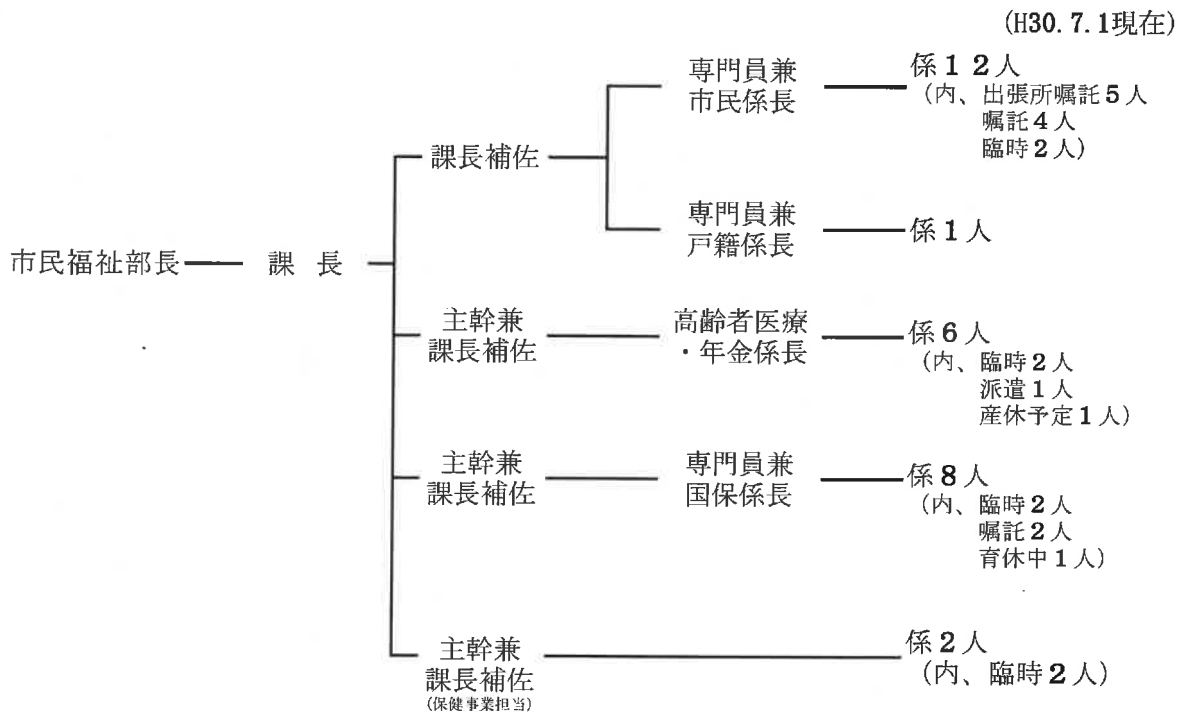 (H30.7.1現在)
専門員兼
市民係長
係12人
(内、出張所嘱託5人
嘱託4人
臨時2人)
課長補佐
専門員兼
戸籍係長
係1人
市民福祉部長
課 長
主幹兼
課長補佐
高齢者医療
・年金係長
係6人
(内、臨時2人
派遣1人
産休予定1人)
主幹兼
課長補佐
専門員兼
国保係長
係8人
(内、臨時2人
嘱託2人
育休中1人)
主幹兼
課長補佐
(保健事業担当)
係2人
(内、臨時2人)